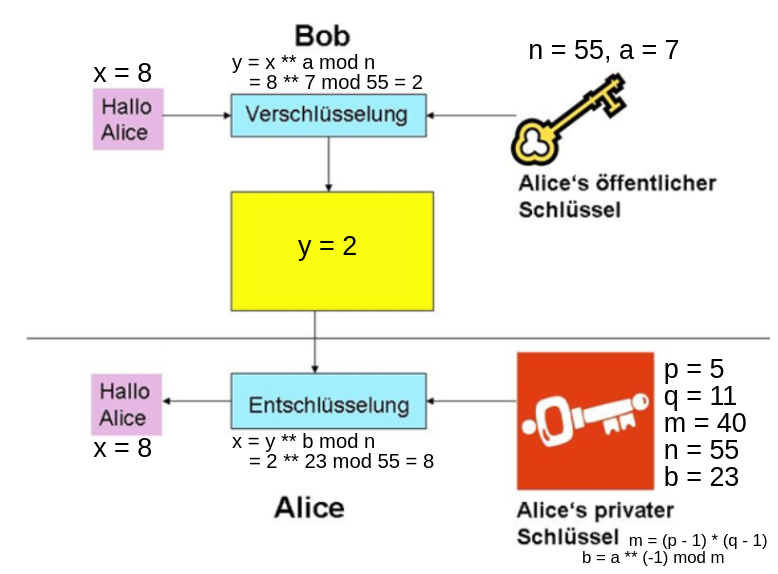 Bob
y = x ** a mod n
= 8 ** 7 mod 55 = 2
n = 55, a = 7
x = 8
Hallo
Alice
Verschlüsselung
Alice‘s öffentlicher
Schlüssel
y = 2
Hallo
Alice
x = 8
Entschlüsselung
x = y ** b mod n
= 2 ** 23 mod 55 = 8
Alice
p = 5
q = 11
m = 40
n = 55
b = 23
Alice‘s privater
Schlüssel
m = (p - 1) * (q - 1)
b = a ** (-1) mod m